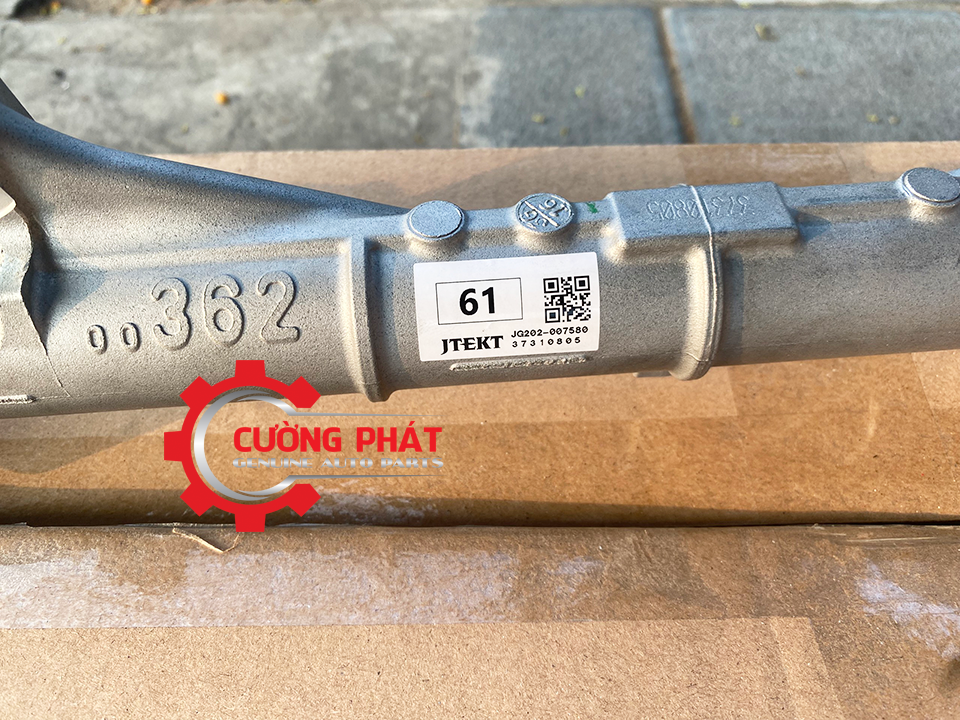 00362
61
JTEKT
JG202-007580
37310805
CƯỜNG PHÁT
GENUINE AUTO PARTS